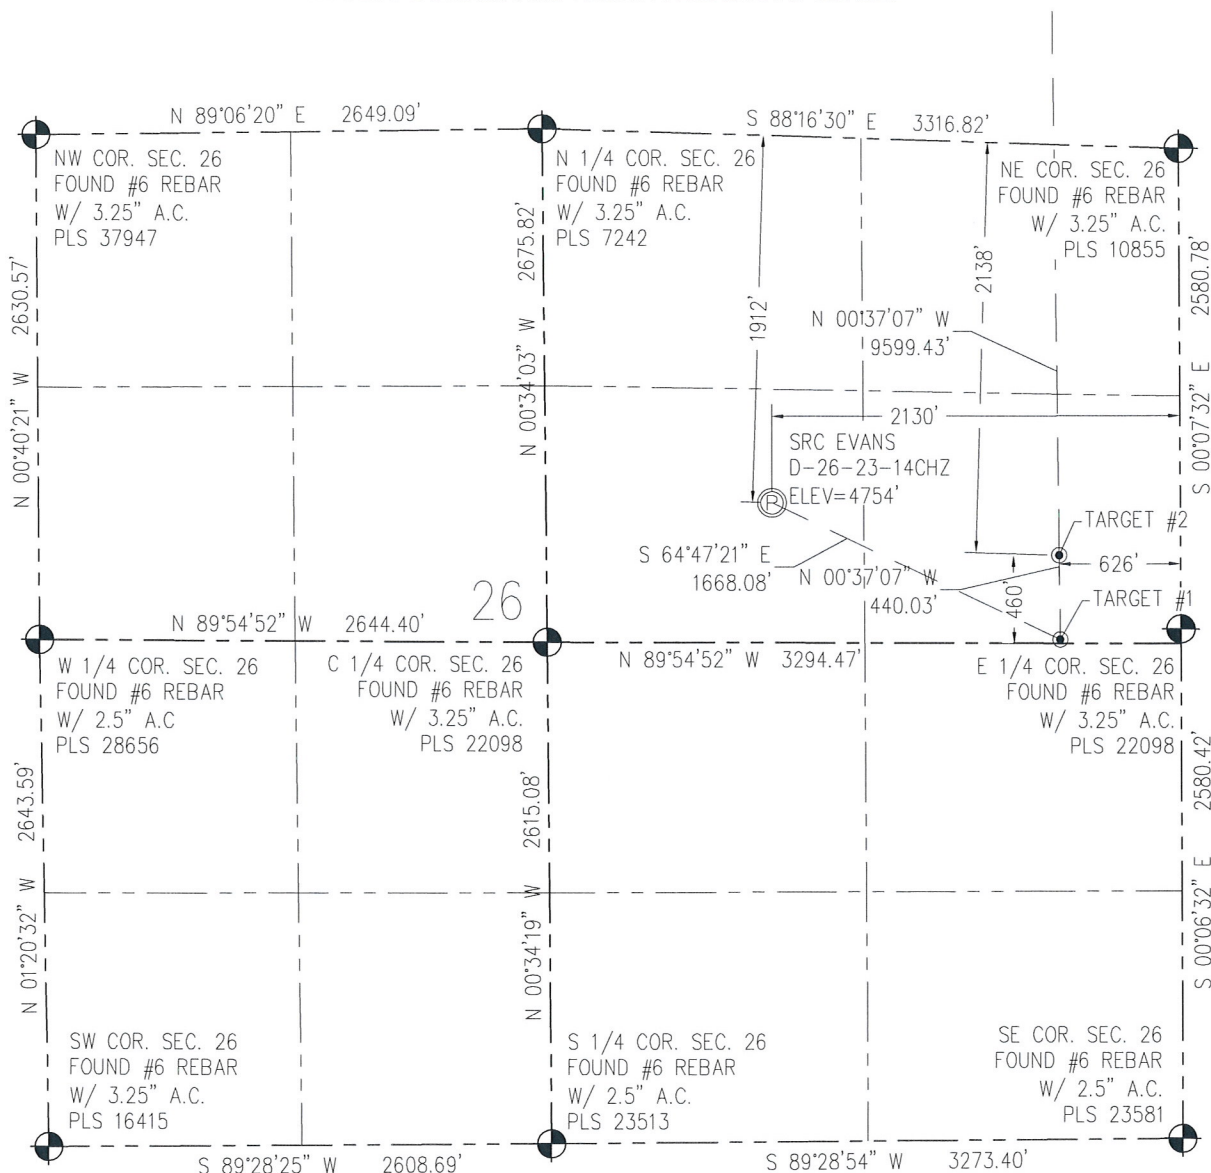 N 89°06'20" E 2649.09'
S 88°16'30" E 3316.82'
NW COR. SEC. 26
FOUND #6 REBAR
W/ 3.25" A.C.
PLS 37947
N 1/4 COR. SEC. 26
FOUND #6 REBAR
W/ 3.25" A.C.
PLS 7242
NE COR. SEC. 26
FOUND #6 REBAR
W/ 3.25" A.C.
PLS 10855
N 00°40'21" W 2630.57'
N 00°34'03" W 2675.82'
1912'
2138'
S 00°07'32" E 2580.78'
N 00°37'07" W
9599.43'
2130'
SRC EVANS
D-26-23-14CHZ
ELEV=4754'
R
TARGET #2
S 64°47'21" E
1668.08'
N 00°37'07" W
440.03'
460'
626'
TARGET #1
26
N 89°54'52" W 2644.40'
N 89°54'52" W 3294.47'
W 1/4 COR. SEC. 26
FOUND #6 REBAR
W/ 2.5" A.C
PLS 28656
C 1/4 COR. SEC. 26
FOUND #6 REBAR
W/ 3.25" A.C.
PLS 22098
E 1/4 COR. SEC. 26
FOUND #6 REBAR
W/ 3.25" A.C.
PLS 22098
N 01°20'32" W 2643.59'
N 00°34'19" W 2615.08'
S 00°06'32" E 2580.42'
SW COR. SEC. 26
FOUND #6 REBAR
W/ 3.25" A.C.
PLS 16415
S 1/4 COR. SEC. 26
FOUND #6 REBAR
W/ 2.5" A.C.
PLS 23513
SE COR. SEC. 26
FOUND #6 REBAR
W/ 2.5" A.C.
PLS 23581
S 89°28'25" W 2608.69'
S 89°28'54" W 3273.40'